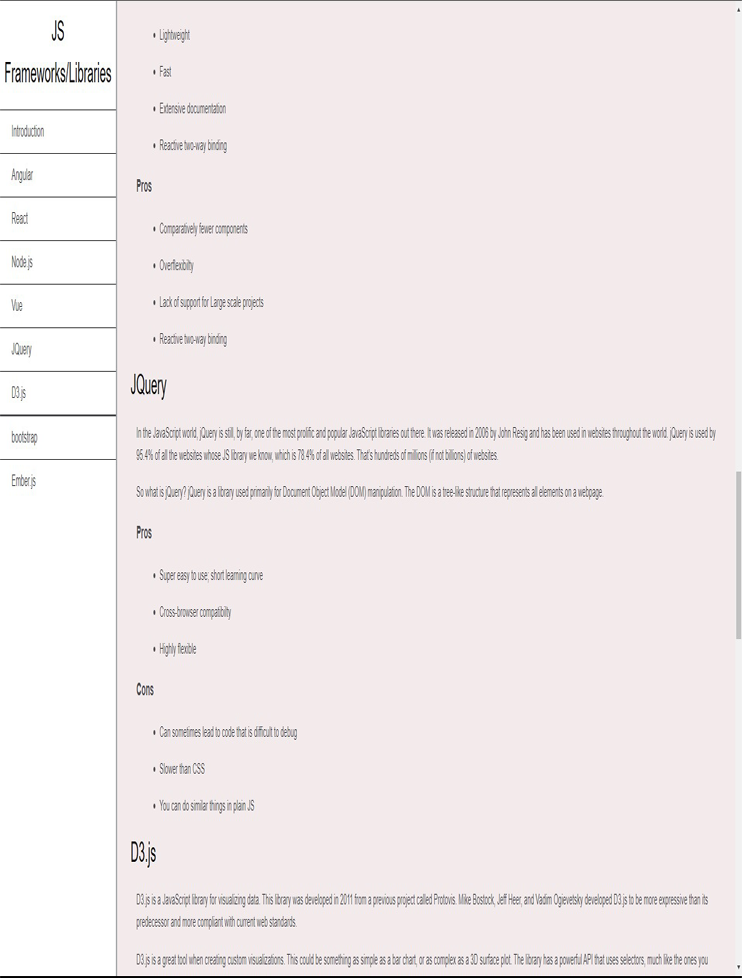 JS
Frameworks/Libraries
Introduction
Angular
React
Node.js
Vue
JQuery
D3.js
bootstrap
Ember.js
• Lightweight
• Fast
• Extensive documentation
• Reactive two-way binding
Pros
• Comparatively fewer components
• Overflexibilty
• Lack of support for Large scale projects
• Reactive two-way binding
JQuery
In the JavaScript world, jQuery is still, by far, one of the most prolific and popular JavaScript libraries out there. It was released in 2006 by John Resig and has been used in websites throughout the world. jQuery is used by
95.4% of all the websites whose JS library we know, which is 78.4% of all websites. That's hundreds of millions (if not billions) of websites.
So what is jQuery? jQuery is a library used primarily for Document Object Model (DOM) manipulation. The DOM is a tree-like structure that represents all elements on a webpage.
Pros
• Super easy to use; short learning curve
• Cross-browser compatibilty
• Highly flexible
Cons
• Can sometimes lead to code that is difficult to debug
• Slower than CSS
• You can do similar things in plain JS
D3.js
D3.js is a JavaScript library for visualizing data. This library was developed in 2011 from a previous project called Protovis. Mike Bostock, Jeff Heer, and Vadim Ogievetsky developed D3.js to be more expressive than its
predecessor and more compliant with current web standards.
D3.js is a great tool when creating custom visualizations. This could be something as simple as a bar chart, or as complex as a 3D surface plot. The library has a powerful API that uses selectors, much like the ones you